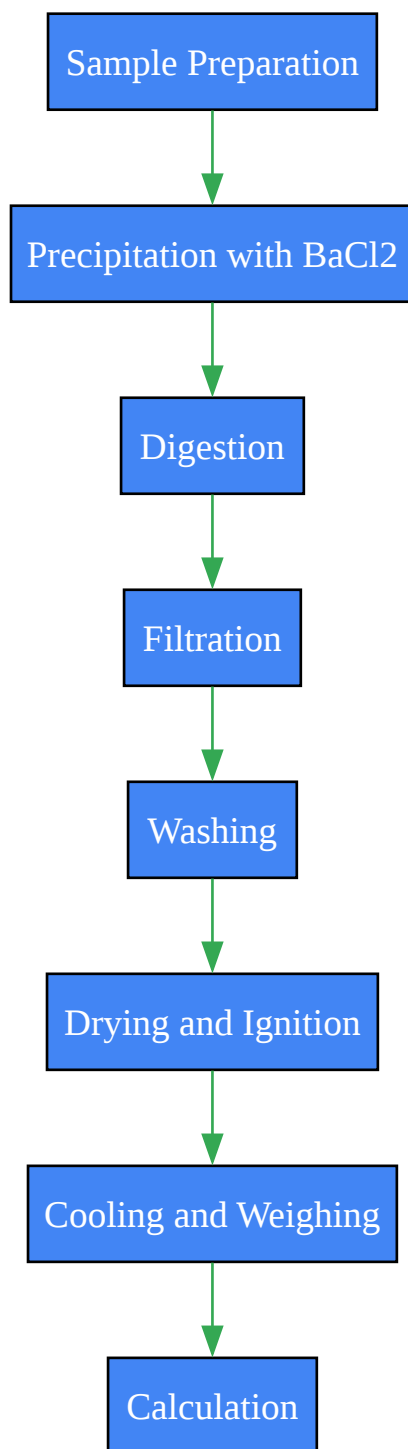 Sample Preparation
Precipitation with BaCl2
Digestion
Filtration
Washing
Drying and Ignition
Cooling and Weighing
Calculation